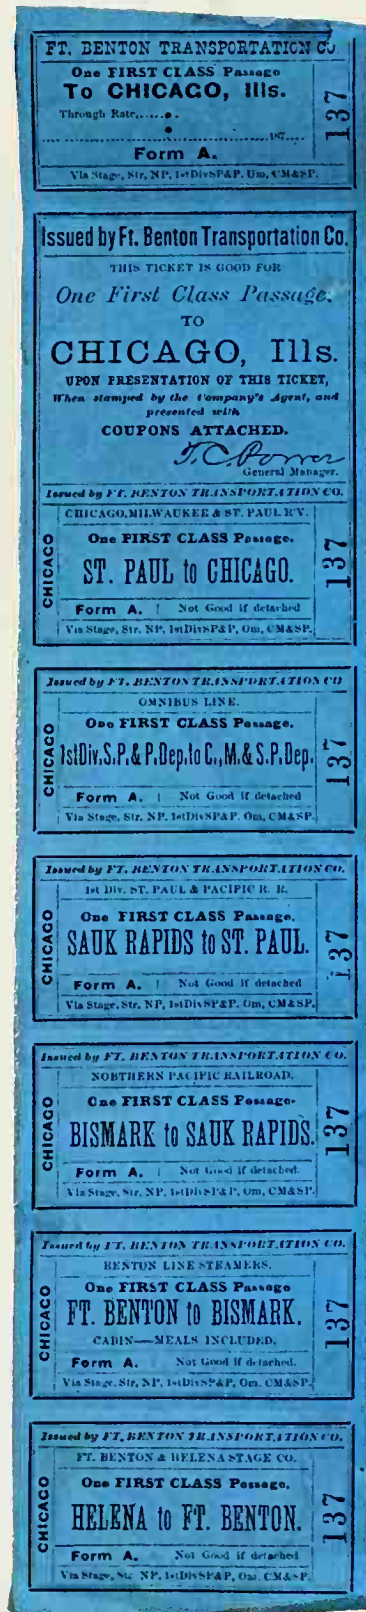 FT. BENTON TRANSPORTATION CO.
One FIRST CLASS Passage
To CHICAGO, Ills.
Through Rate,
187
Form A.
Via Stage, Str, NP, 1stDivSP&P. Om, CM&SP.
137
Issued by Ft. Benton Transportation Co.
THIS TICKET IS GOOD FOR
One First Class Passage.
TO
CHICAGO, Ills.
UPON PRESENTATION OF THIS TICKET,
When stamped by the Company's Agent, and
presented with
COUPONS ATTACHED.
T. C. Power
General Manager.
Issued by FT. BENTON TRANSPORTATION CO.
CHICAGO, MILWAUKEE & ST. PAUL R'Y.
One FIRST CLASS Passage.
ST. PAUL to CHICAGO.
Form A. Not Good if detached
Via Stage, Str, NP, 1stDivSP&P, Om, CM&SP.
CHICAGO
137
Issued by FT. BENTON TRANSPORTATION CO
OMNIBUS LINE.
One FIRST CLASS Passage.
1stDiv.S.P.& P.Dep.to C.,M.& S.P.Dep.
Form A. Not Good if detached
Via Stage, Str. NP, 1stDivSP&P. Om, CM&SP.
CHICAGO
137
Issued by FT. BENTON TRANSPORTATION CO.
1st Div. ST. PAUL & PACIFIC R. R.
One FIRST CLASS Passage.
SAUK RAPIDS to ST. PAUL.
Form A. Not Good if detached
Via Stage, Str, NP, 1stDivSP&P. Om, CM&SP.
CHICAGO
137
Issued by FT. BENTON TRANSPORTATION CO.
NORTHERN PACIFIC RAILROAD.
One FIRST CLASS Passage.
BISMARK to SAUK RAPIDS.
Form A. Not Good if detached.
Via Stage, Str, NP, 1stDivSP&P, Om, CM&SP.
CHICAGO
137
Issued by FT. BENTON TRANSPORTATION CO.
BENTON LINE STEAMERS.
One FIRST CLASS Passage
FT. BENTON to BISMARK.
CABIN—MEALS INCLUDED.
Form A. Not Good if detached.
Via Stage, Str, NP, 1stDivSP&P, Om, CM&SP.
CHICAGO
137
Issued by FT. BENTON TRANSPORTATION CO.
FT. BENTON & HELENA STAGE CO.
One FIRST CLASS Passage.
HELENA to FT. BENTON.
Form A. Not Good if detached
Via Stage, Str, NP, 1stDivSP&P, Om, CM&SP
CHICAGO
137